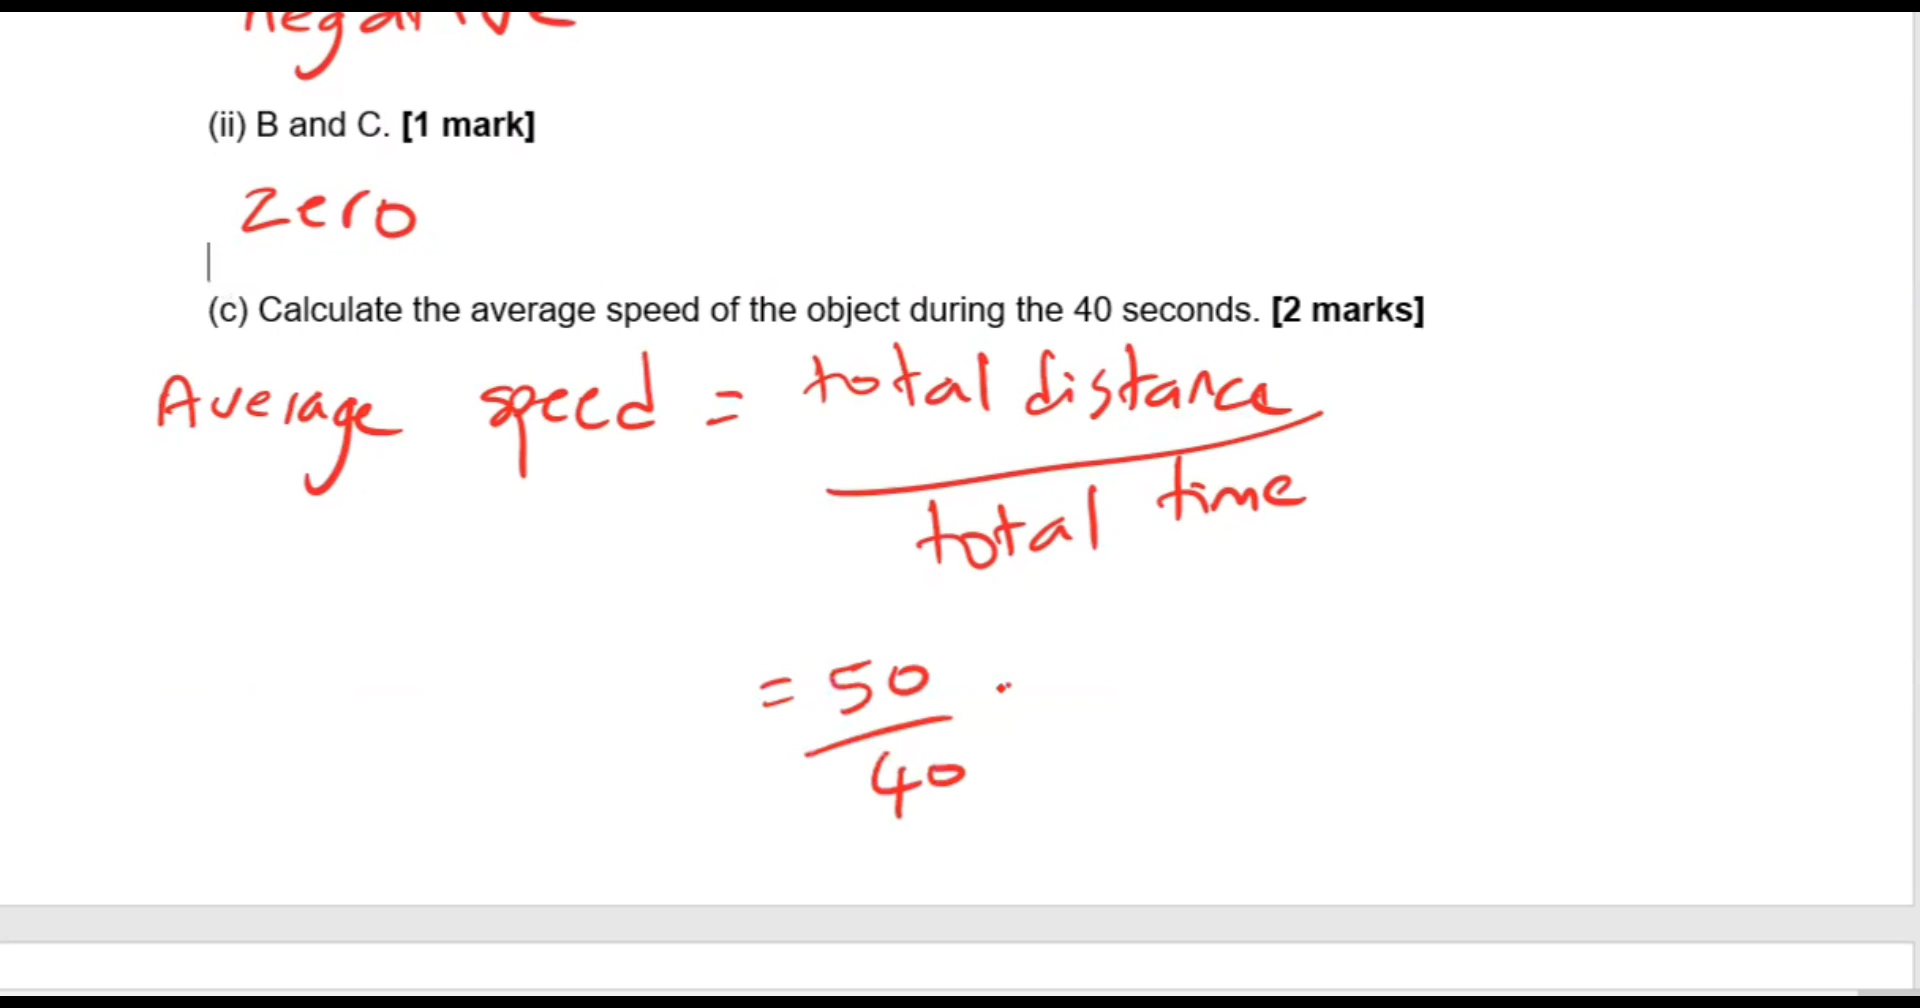 negative
(ii) B and C. [1 mark]
Zero
(c) Calculate the average speed of the object during the 40 seconds. [2 marks]
Average speed = total distance
total time
= 50
40